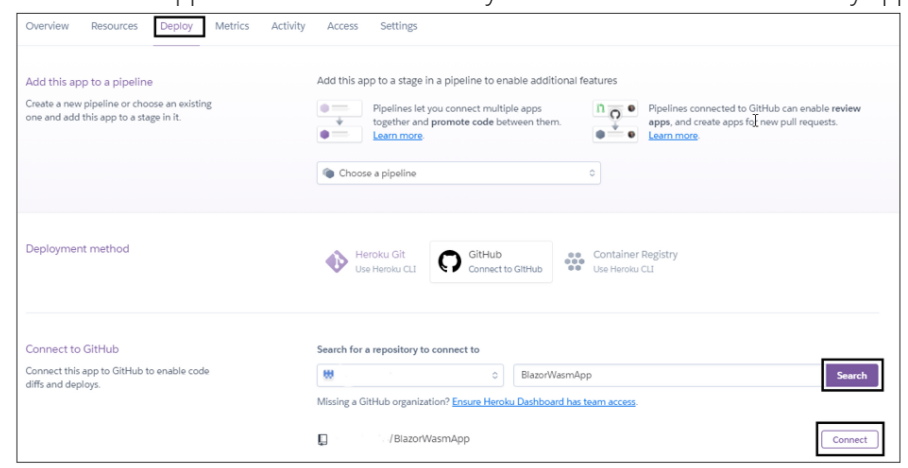 Overview Resources Deploy Metrics Activity Access Settings
Add this app to a pipeline
Create a new pipeline or choose an existing
one and add this app to a stage in it.
Add this app to a stage in a pipeline to enable additional features
Pipelines let you connect multiple apps
together and promote code between them.
Learn more.
Pipelines connected to GitHub can enable review
apps, and create apps for new pull requests.
Learn more.
Choose a pipeline
Deployment method
Heroku Git
Use Heroku CLI
GitHub
Connect to GitHub
Container Registry
Use Heroku CLI
Connect to GitHub
Connect this app to GitHub to enable code
diffs and deploys.
Search for a repository to connect to
BlazorWasmApp
Search
Missing a GitHub organization? Ensure Heroku Dashboard has team access.
/BlazorWasmApp
Connect